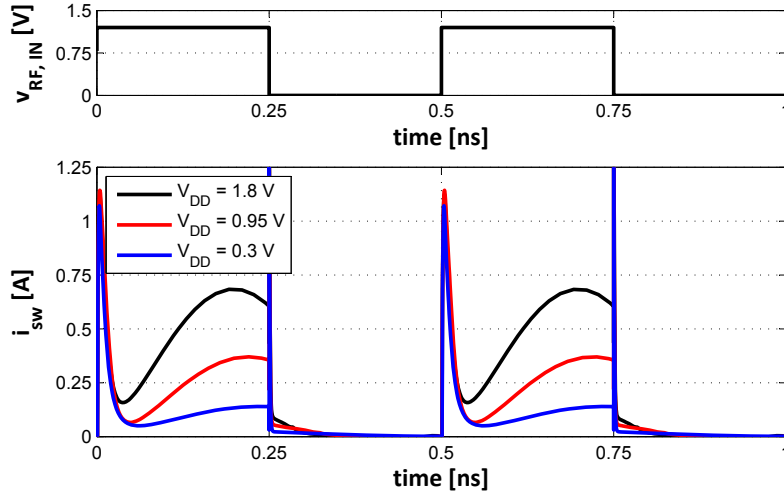 v_RF, IN [V]
1.5
0.75
0
0 0.25 0.5 0.75 1
time [ns]
i_sw [A]
1.25
1
0.75
0.5
0.25
0
V_DD = 1.8 V
V_DD = 0.95 V
V_DD = 0.3 V
0 0.25 0.5 0.75 1
time [ns]